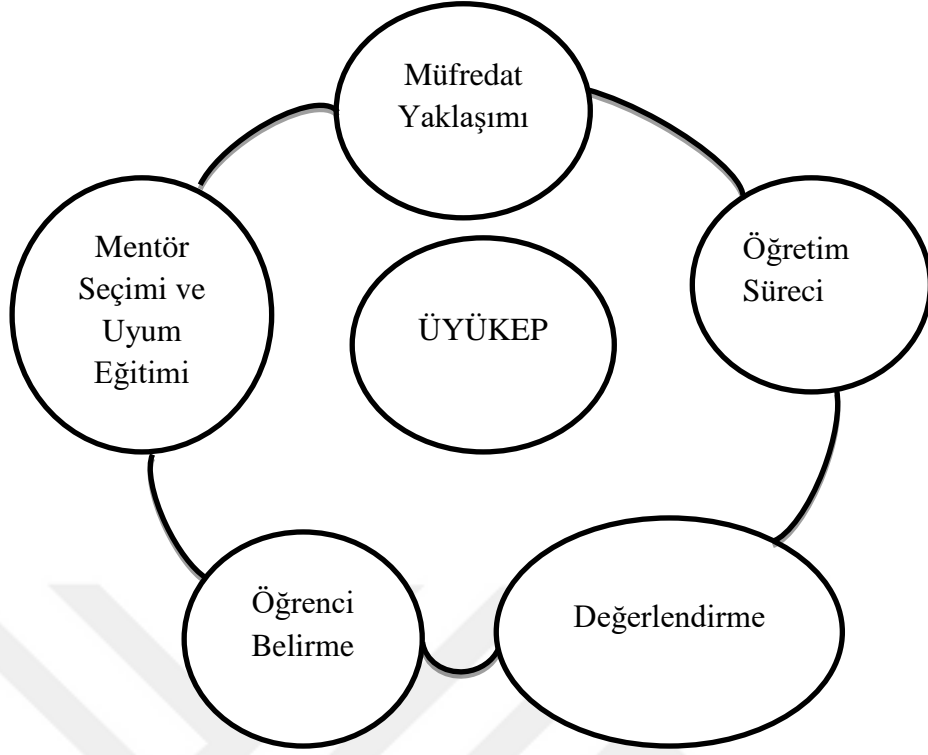 Müfredat
Yaklaşımı
Mentör
Seçimi ve
Uyum
Eğitimi
Öğretim
Süreci
ÜYÜKEP
Öğrenci
Belirme
Değerlendirme